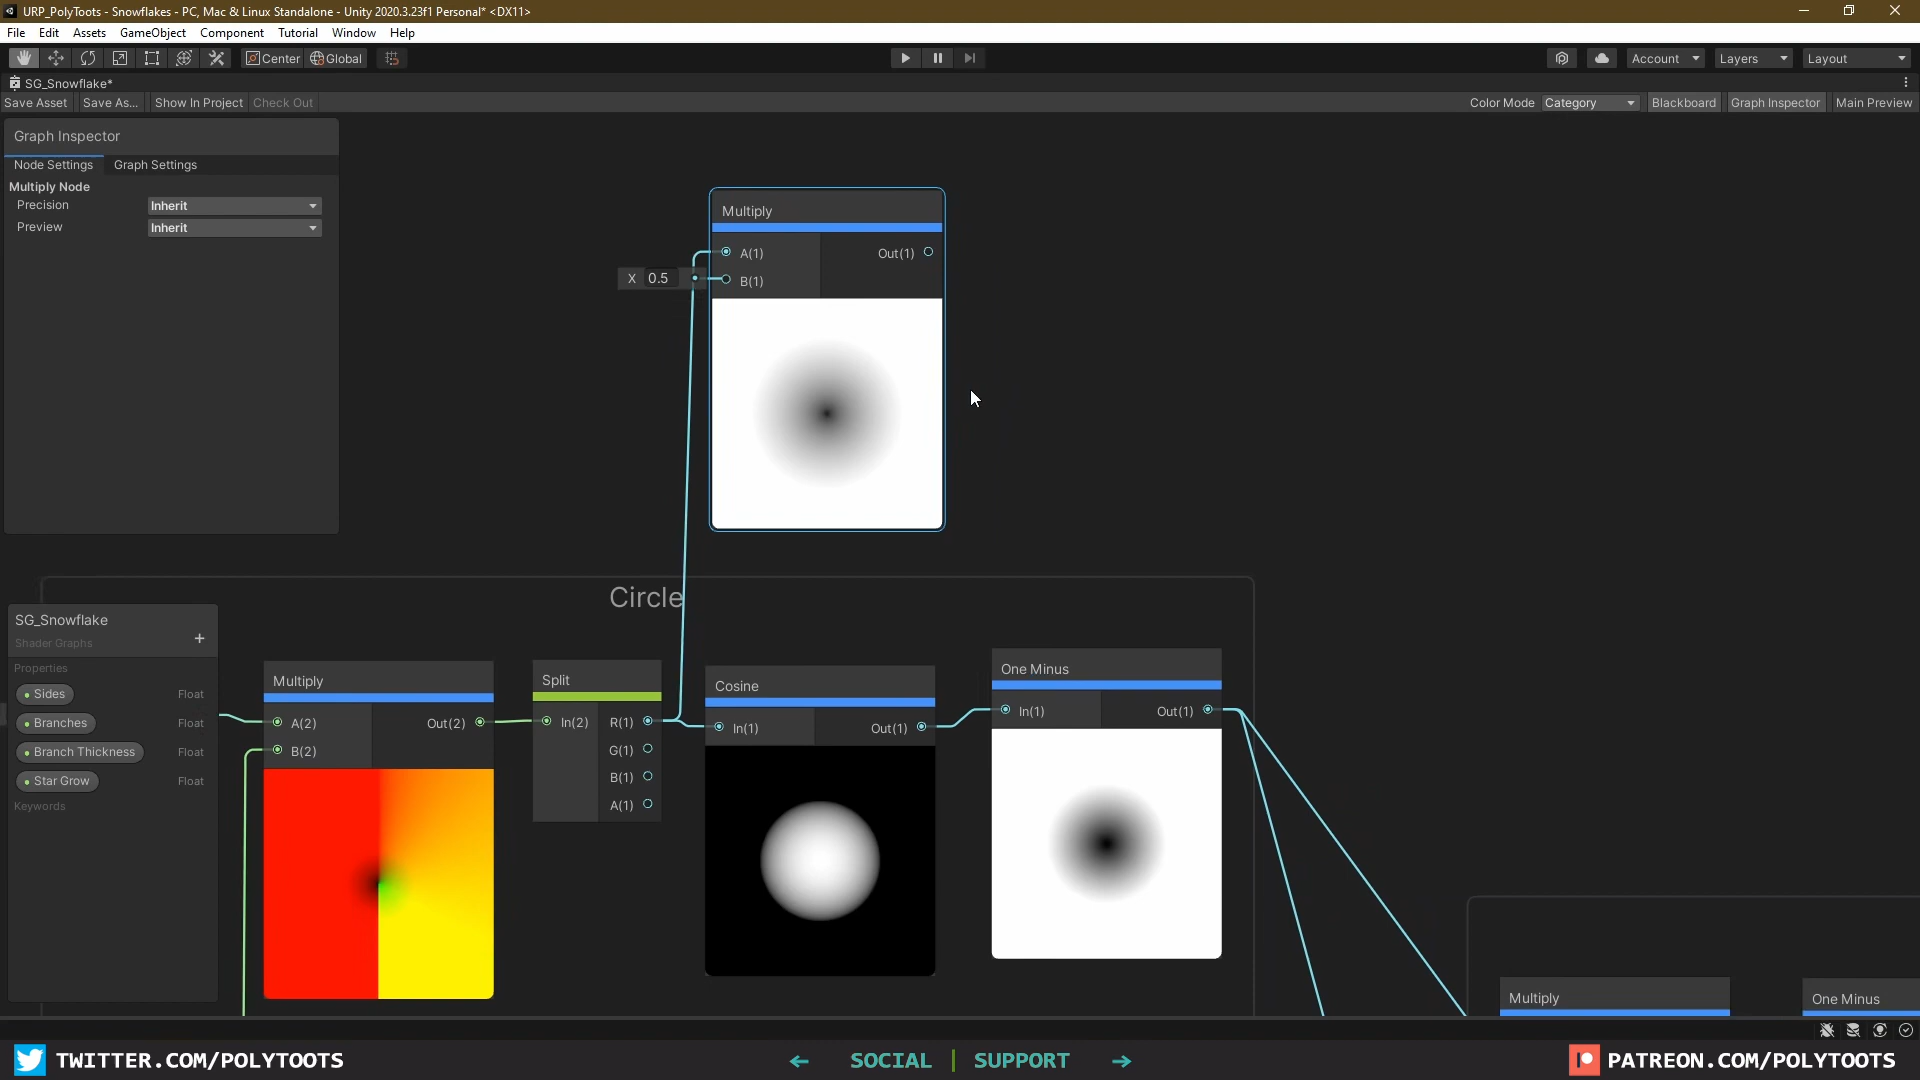 URP_PolyToots - Snowflakes - PC, Mac & Linux Standalone - Unity 2020.3.23f1 Personal* <DX11>
File Edit Assets GameObject Component Tutorial Window Help
Center Global Account Layers Layout
SG_Snowflake*
Save Asset Save As... Show In Project Check Out Color Mode Category Blackboard Graph Inspector Main Preview
Graph Inspector
Node Settings Graph Settings
Multiply Node
Precision Inherit
Preview Inherit
Multiply
A(1) Out(1)
X 0.5 B(1)
Circle
SG_Snowflake
Shader Graphs
Properties
Sides Float
Branches Float
Branch Thickness Float
Star Grow Float
Keywords
Multiply
A(2) Out(2)
B(2)
Split
In(2) R(1)
G(1)
B(1)
A(1)
Cosine
In(1) Out(1)
One Minus
In(1) Out(1)
Multiply
One Minus
TWITTER.COM/POLYTOOTS ← SOCIAL | SUPPORT → PATREON.COM/POLYTOOTS